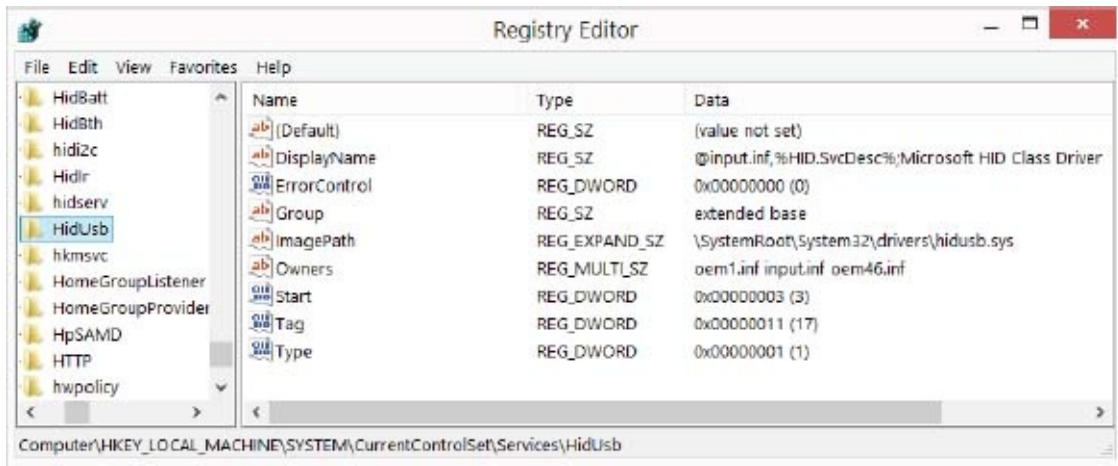 Registry Editor
File Edit View Favorites Help
HidBatt
HidBth
hidi2c
HidIr
hidserv
HidUsb
hkmsvc
HomeGroupListener
HomeGroupProvider
HpSAMD
HTTP
hwpolicy
Name Type Data
(Default) REG_SZ (value not set)
DisplayName REG_SZ @input.inf,%HID.SvcDesc%;Microsoft HID Class Driver
ErrorControl REG_DWORD 0x00000000 (0)
Group REG_SZ extended base
ImagePath REG_EXPAND_SZ \SystemRoot\System32\drivers\hidusb.sys
Owners REG_MULTI_SZ oem1.inf input.inf oem46.inf
Start REG_DWORD 0x00000003 (3)
Tag REG_DWORD 0x00000011 (17)
Type REG_DWORD 0x00000001 (1)
Computer\HKEY_LOCAL_MACHINE\SYSTEM\CurrentControlSet\Services\HidUsb